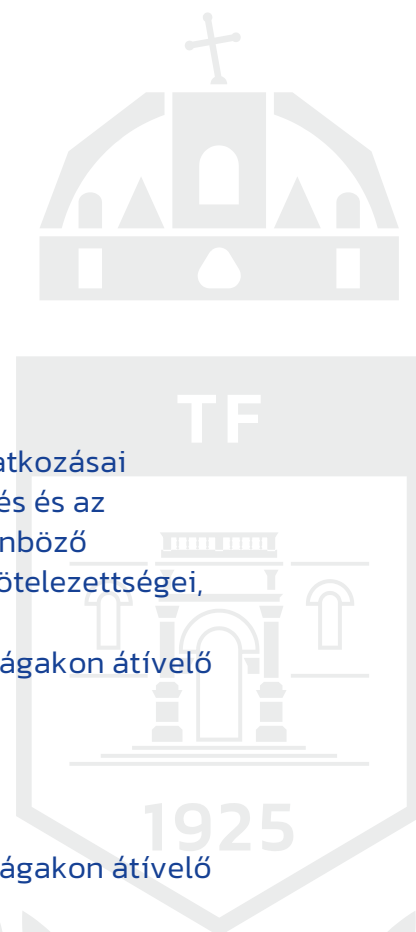 TF
atkozásai
és és az
nböző
ötelezettségei,
ágakon átívelő
1925
ágakon átívelő